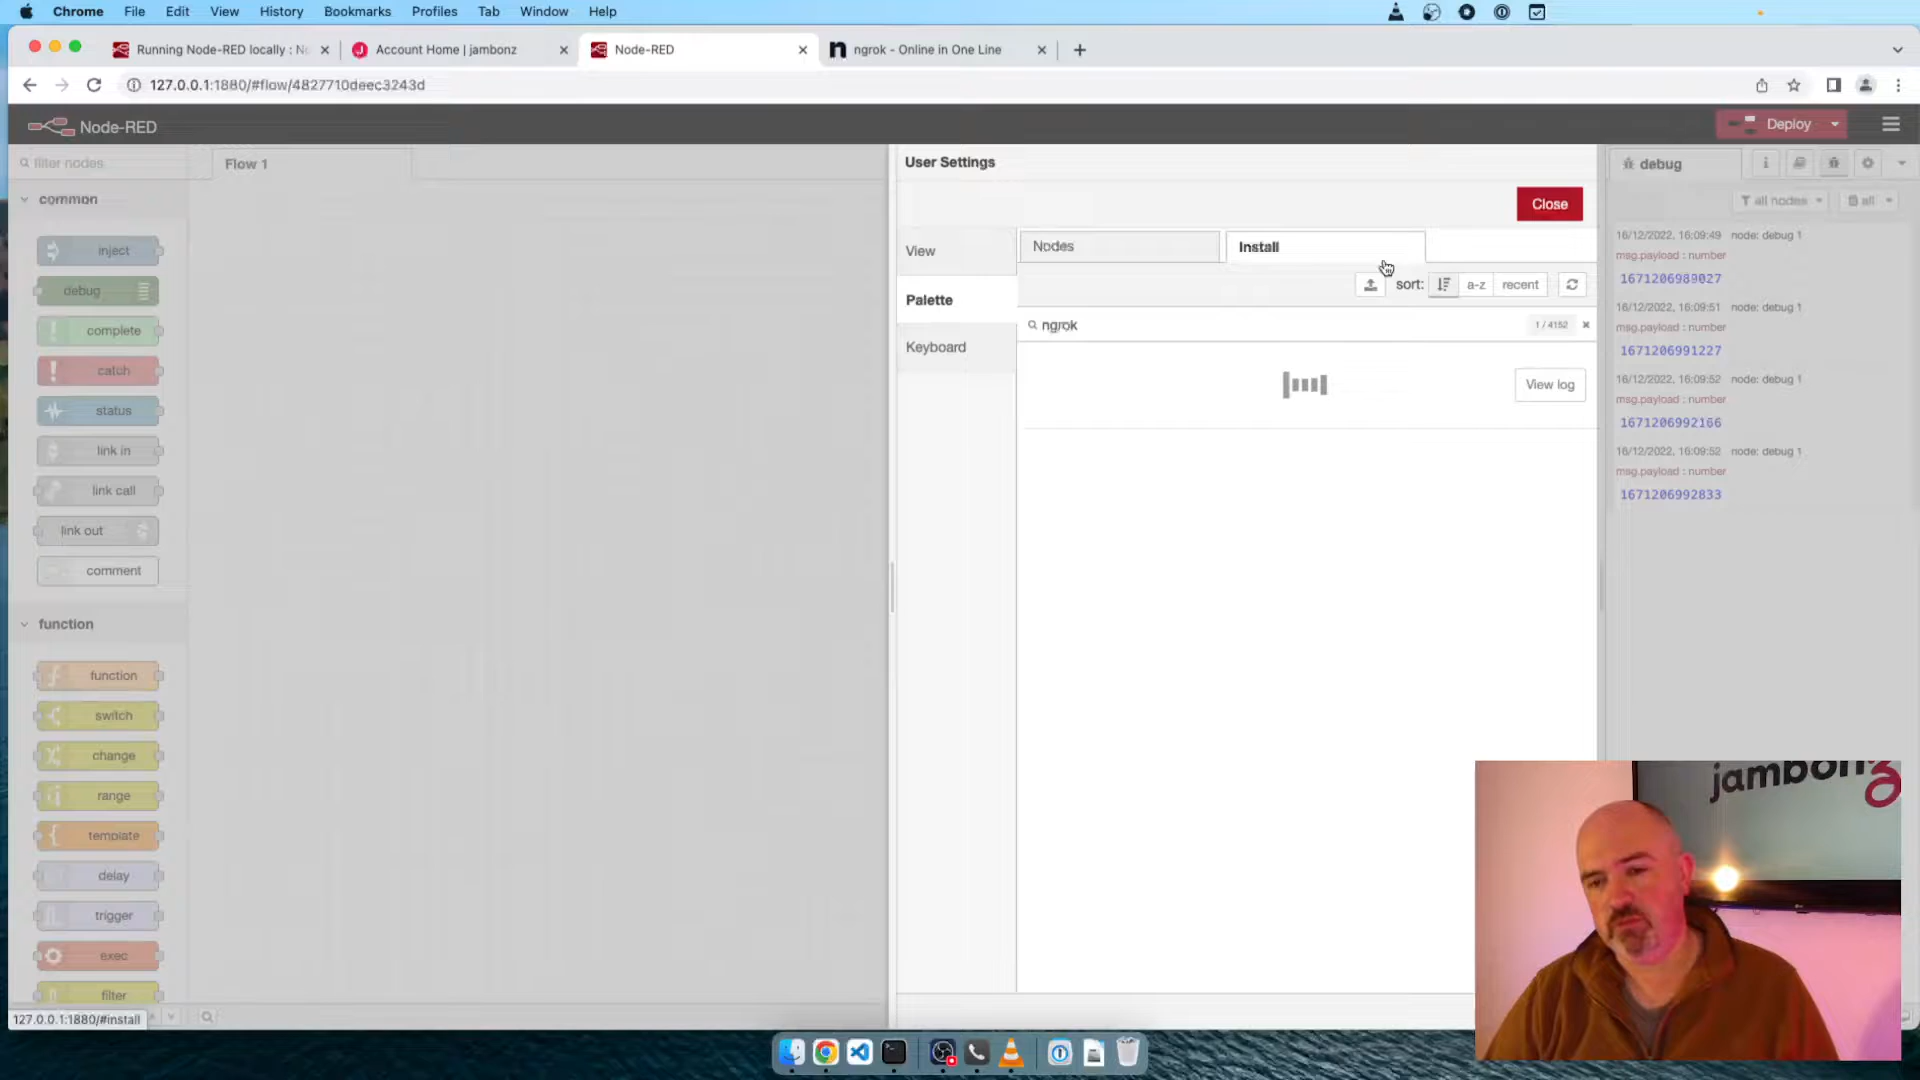 Chrome File Edit View History Bookmarks Profiles Tab Window Help
Running Node-RED locally : No
Account Home | jambonz
Node-RED
ngrok - Online in One Line
127.0.0.1:1880/#flow/4827710deec3243d
Node-RED
Deploy
filter nodes
Flow 1
User Settings
debug
i
Close
all nodes
all
common
inject
debug
complete
catch
status
link in
link call
link out
comment
function
function
switch
change
range
template
delay
trigger
exec
filter
View
Palette
Keyboard
Nodes
Install
sort:
a-z
recent
ngrok
1 / 4152
View log
16/12/2022, 16:09:49 node: debug 1
msg.payload : number
1671206989027
16/12/2022, 16:09:51 node: debug 1
msg.payload : number
1671206991227
16/12/2022, 16:09:52 node: debug 1
msg.payload : number
1671206992166
16/12/2022, 16:09:52 node: debug 1
msg.payload : number
1671206992833
jambonz
127.0.0.1:1880/#install